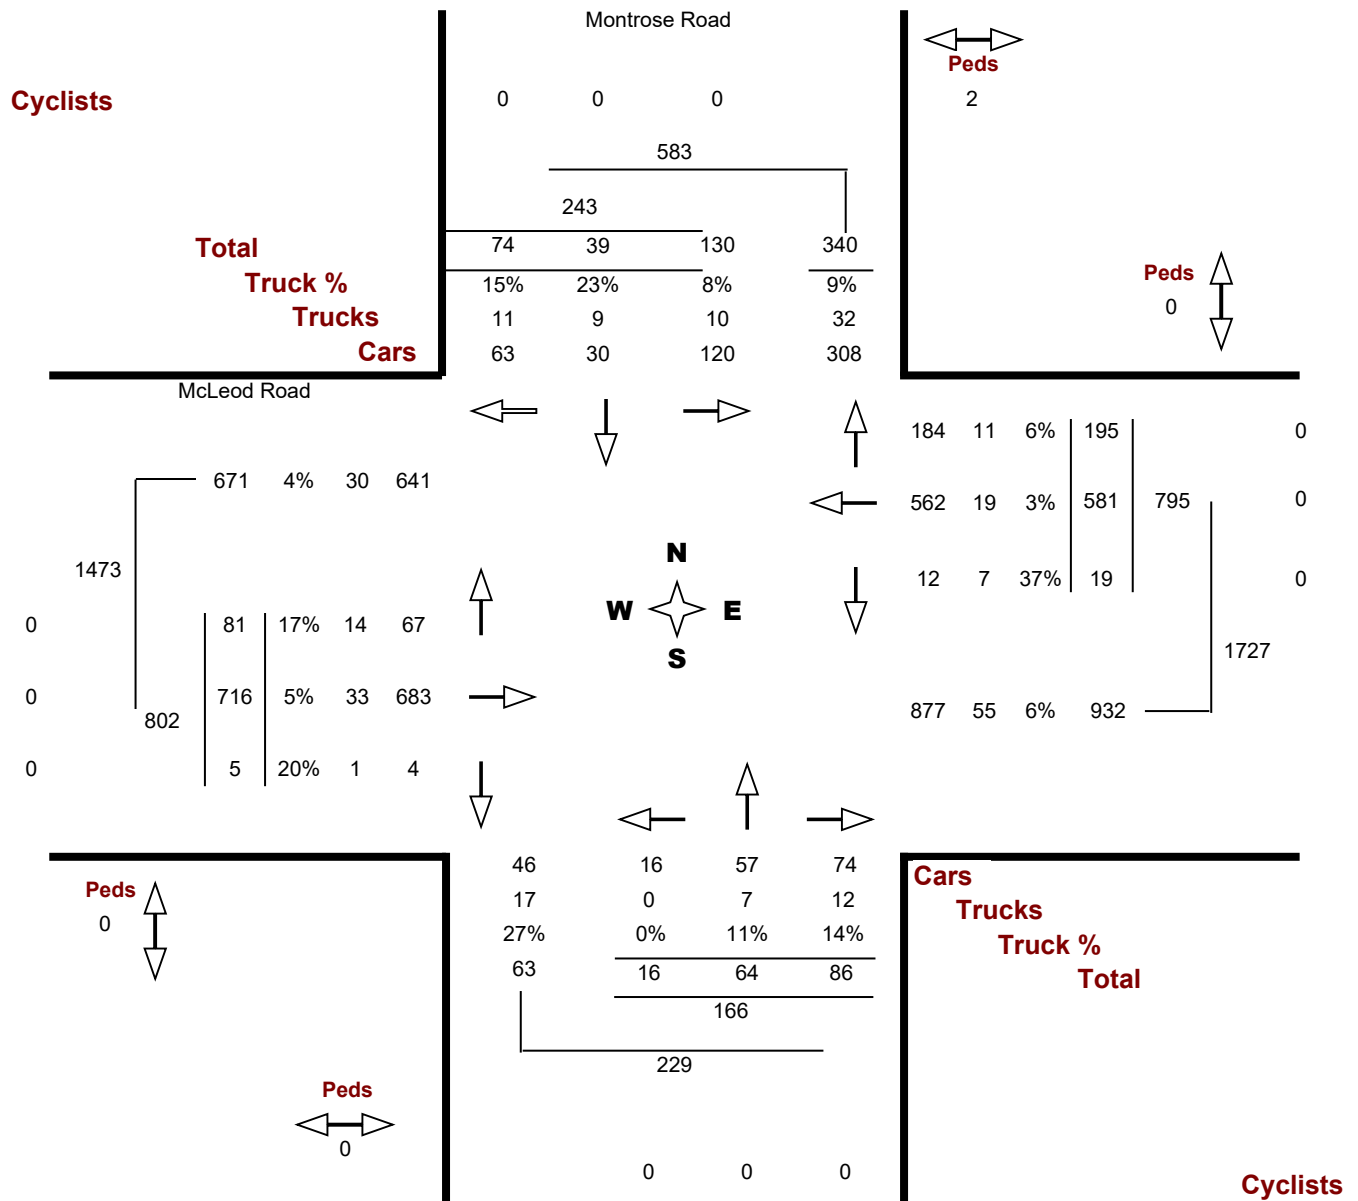 Montrose Road
Peds
2
Cyclists
0 0 0
583
243
Total
74 39 130 340
Truck %
15% 23% 8% 9%
Trucks
11 9 10 32
Cars
63 30 120 308
Peds
0
McLeod Road
184 11 6% 195 0
671 4% 30 641
562 19 3% 581 795 0
1473
N
12 7 37% 19 0
W E
S
0 81 17% 14 67
1727
0 716 5% 33 683
802
877 55 6% 932
0 5 20% 1 4
46 16 57 74
Cars
17 0 7 12
Trucks
27% 0% 11% 14%
Truck %
63 16 64 86
Total
166
229
Peds
0
Peds
0
0 0 0
Cyclists